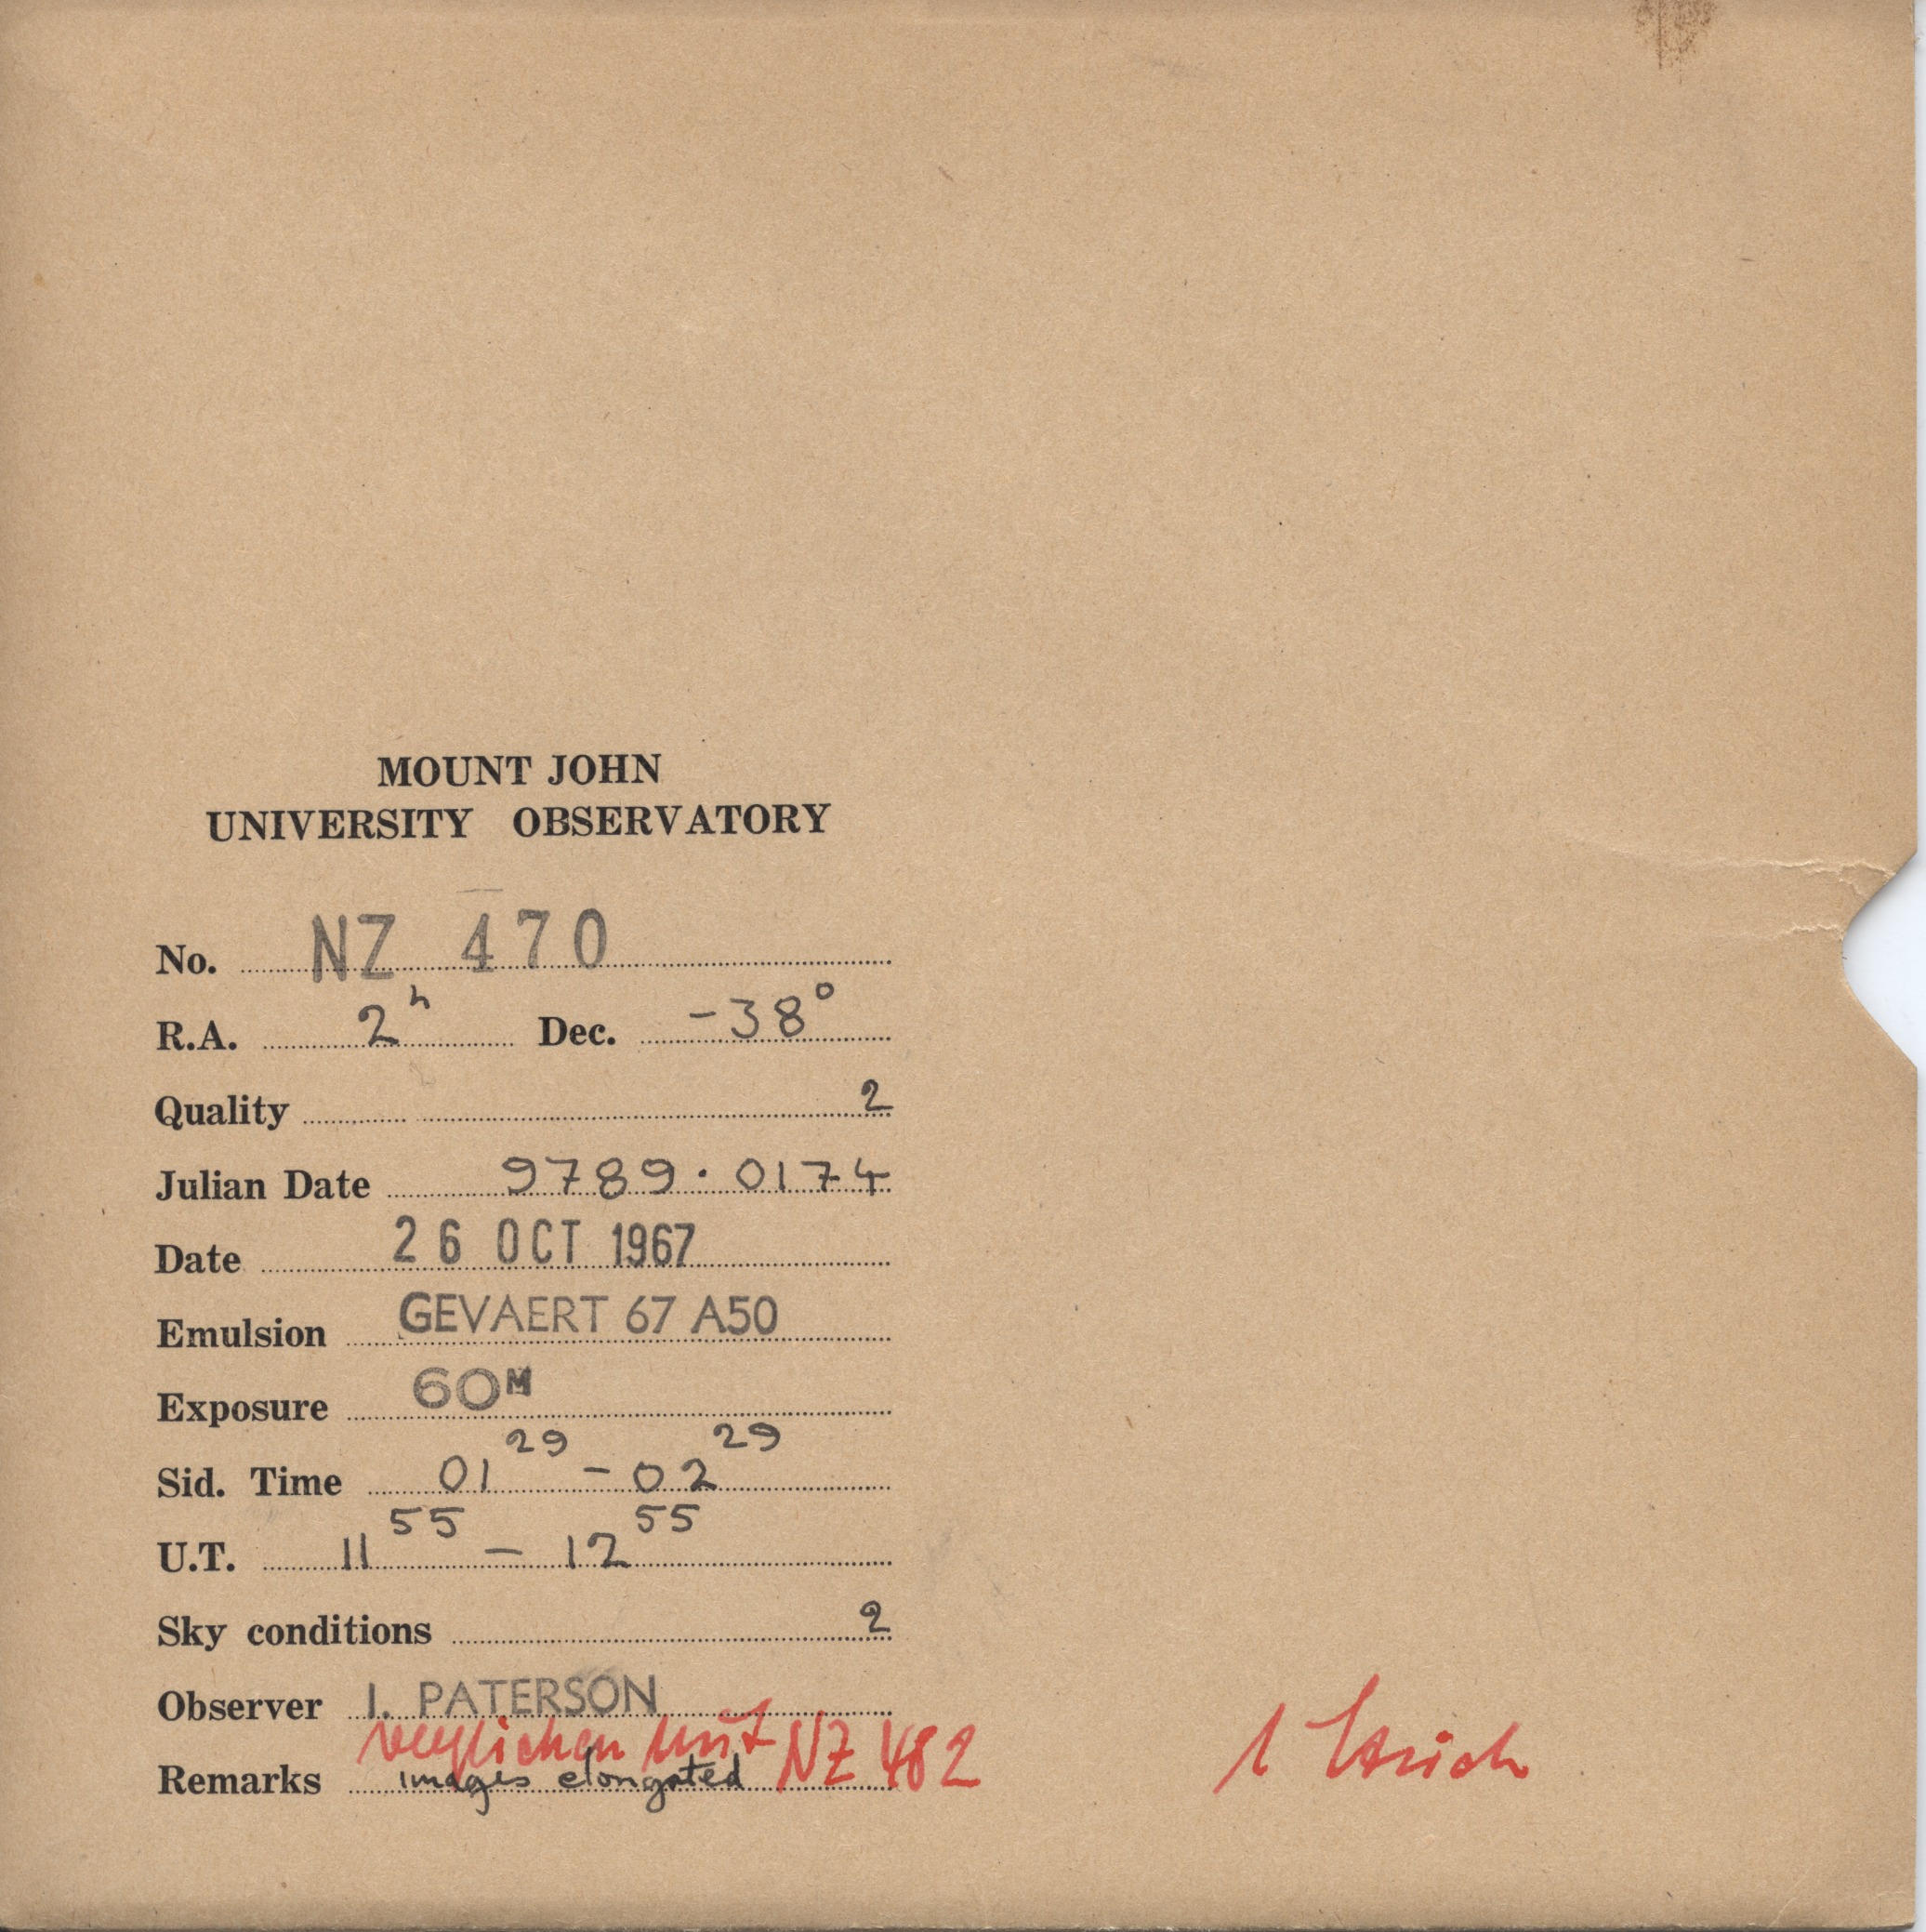 MOUNT JOHN
UNIVERSITY OBSERVATORY
No. NZ 470
R.A. 2h Dec. -38°
Quality 2
Julian Date 9789.0174
Date 26 OCT 1967
Emulsion GEVAERT 67 A50
Exposure 60M
Sid. Time 01 29 - 02 29
U.T. 11 55 - 12 55
Sky conditions 2
Observer I. PATERSON
verglichen mit NZ 482
Remarks images elongated
1 Strich